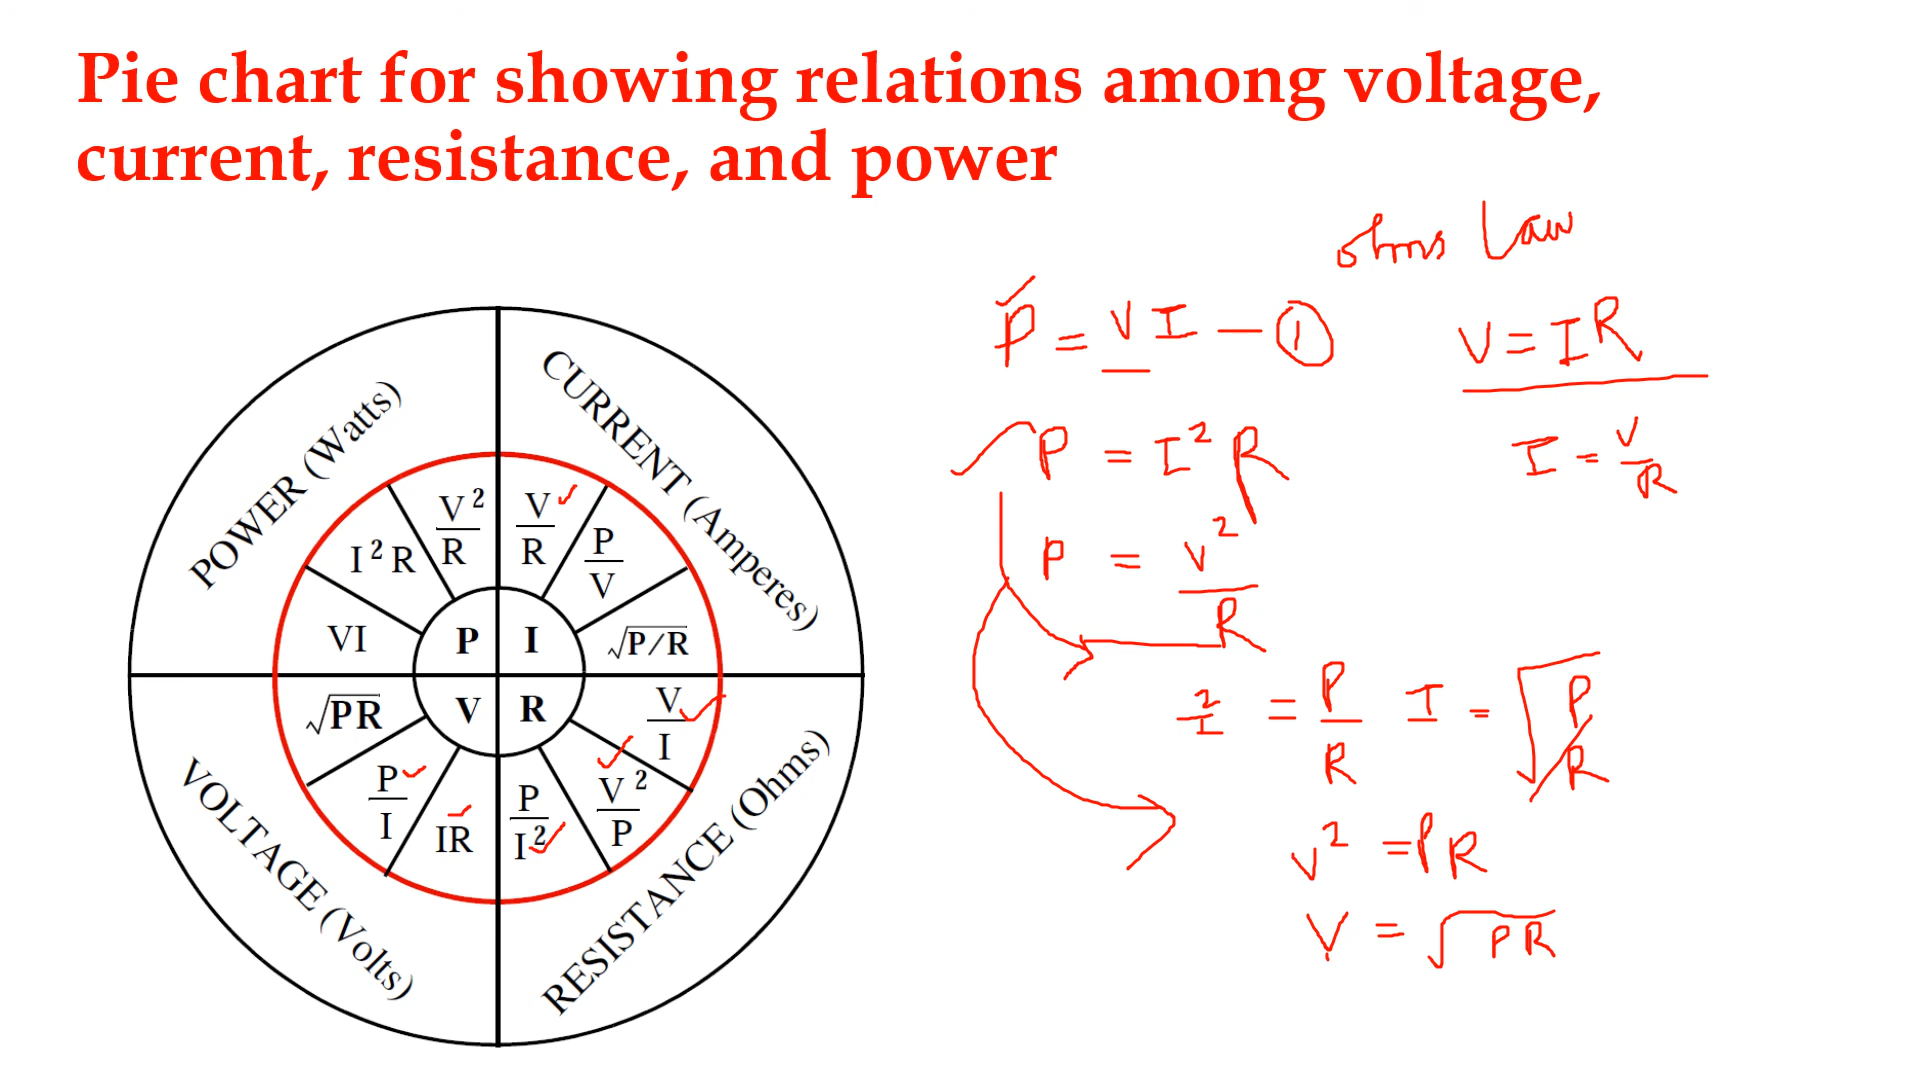 Pie chart for showing relations among voltage,
current, resistance, and power
ohms Law
P = VI — ①
V = IR
P = I² R
I = V/R
P = V²/R
I² = P/R   I = √P/R
V² = PR
V = √PR
POWER (Watts)
V²/R
I²R
VI
P
CURRENT (Amperes)
V/R
P/V
√P/R
I
VOLTAGE (Volts)
√PR
P/I
IR
V
RESISTANCE (Ohms)
V/I
V²/P
P/I²
R